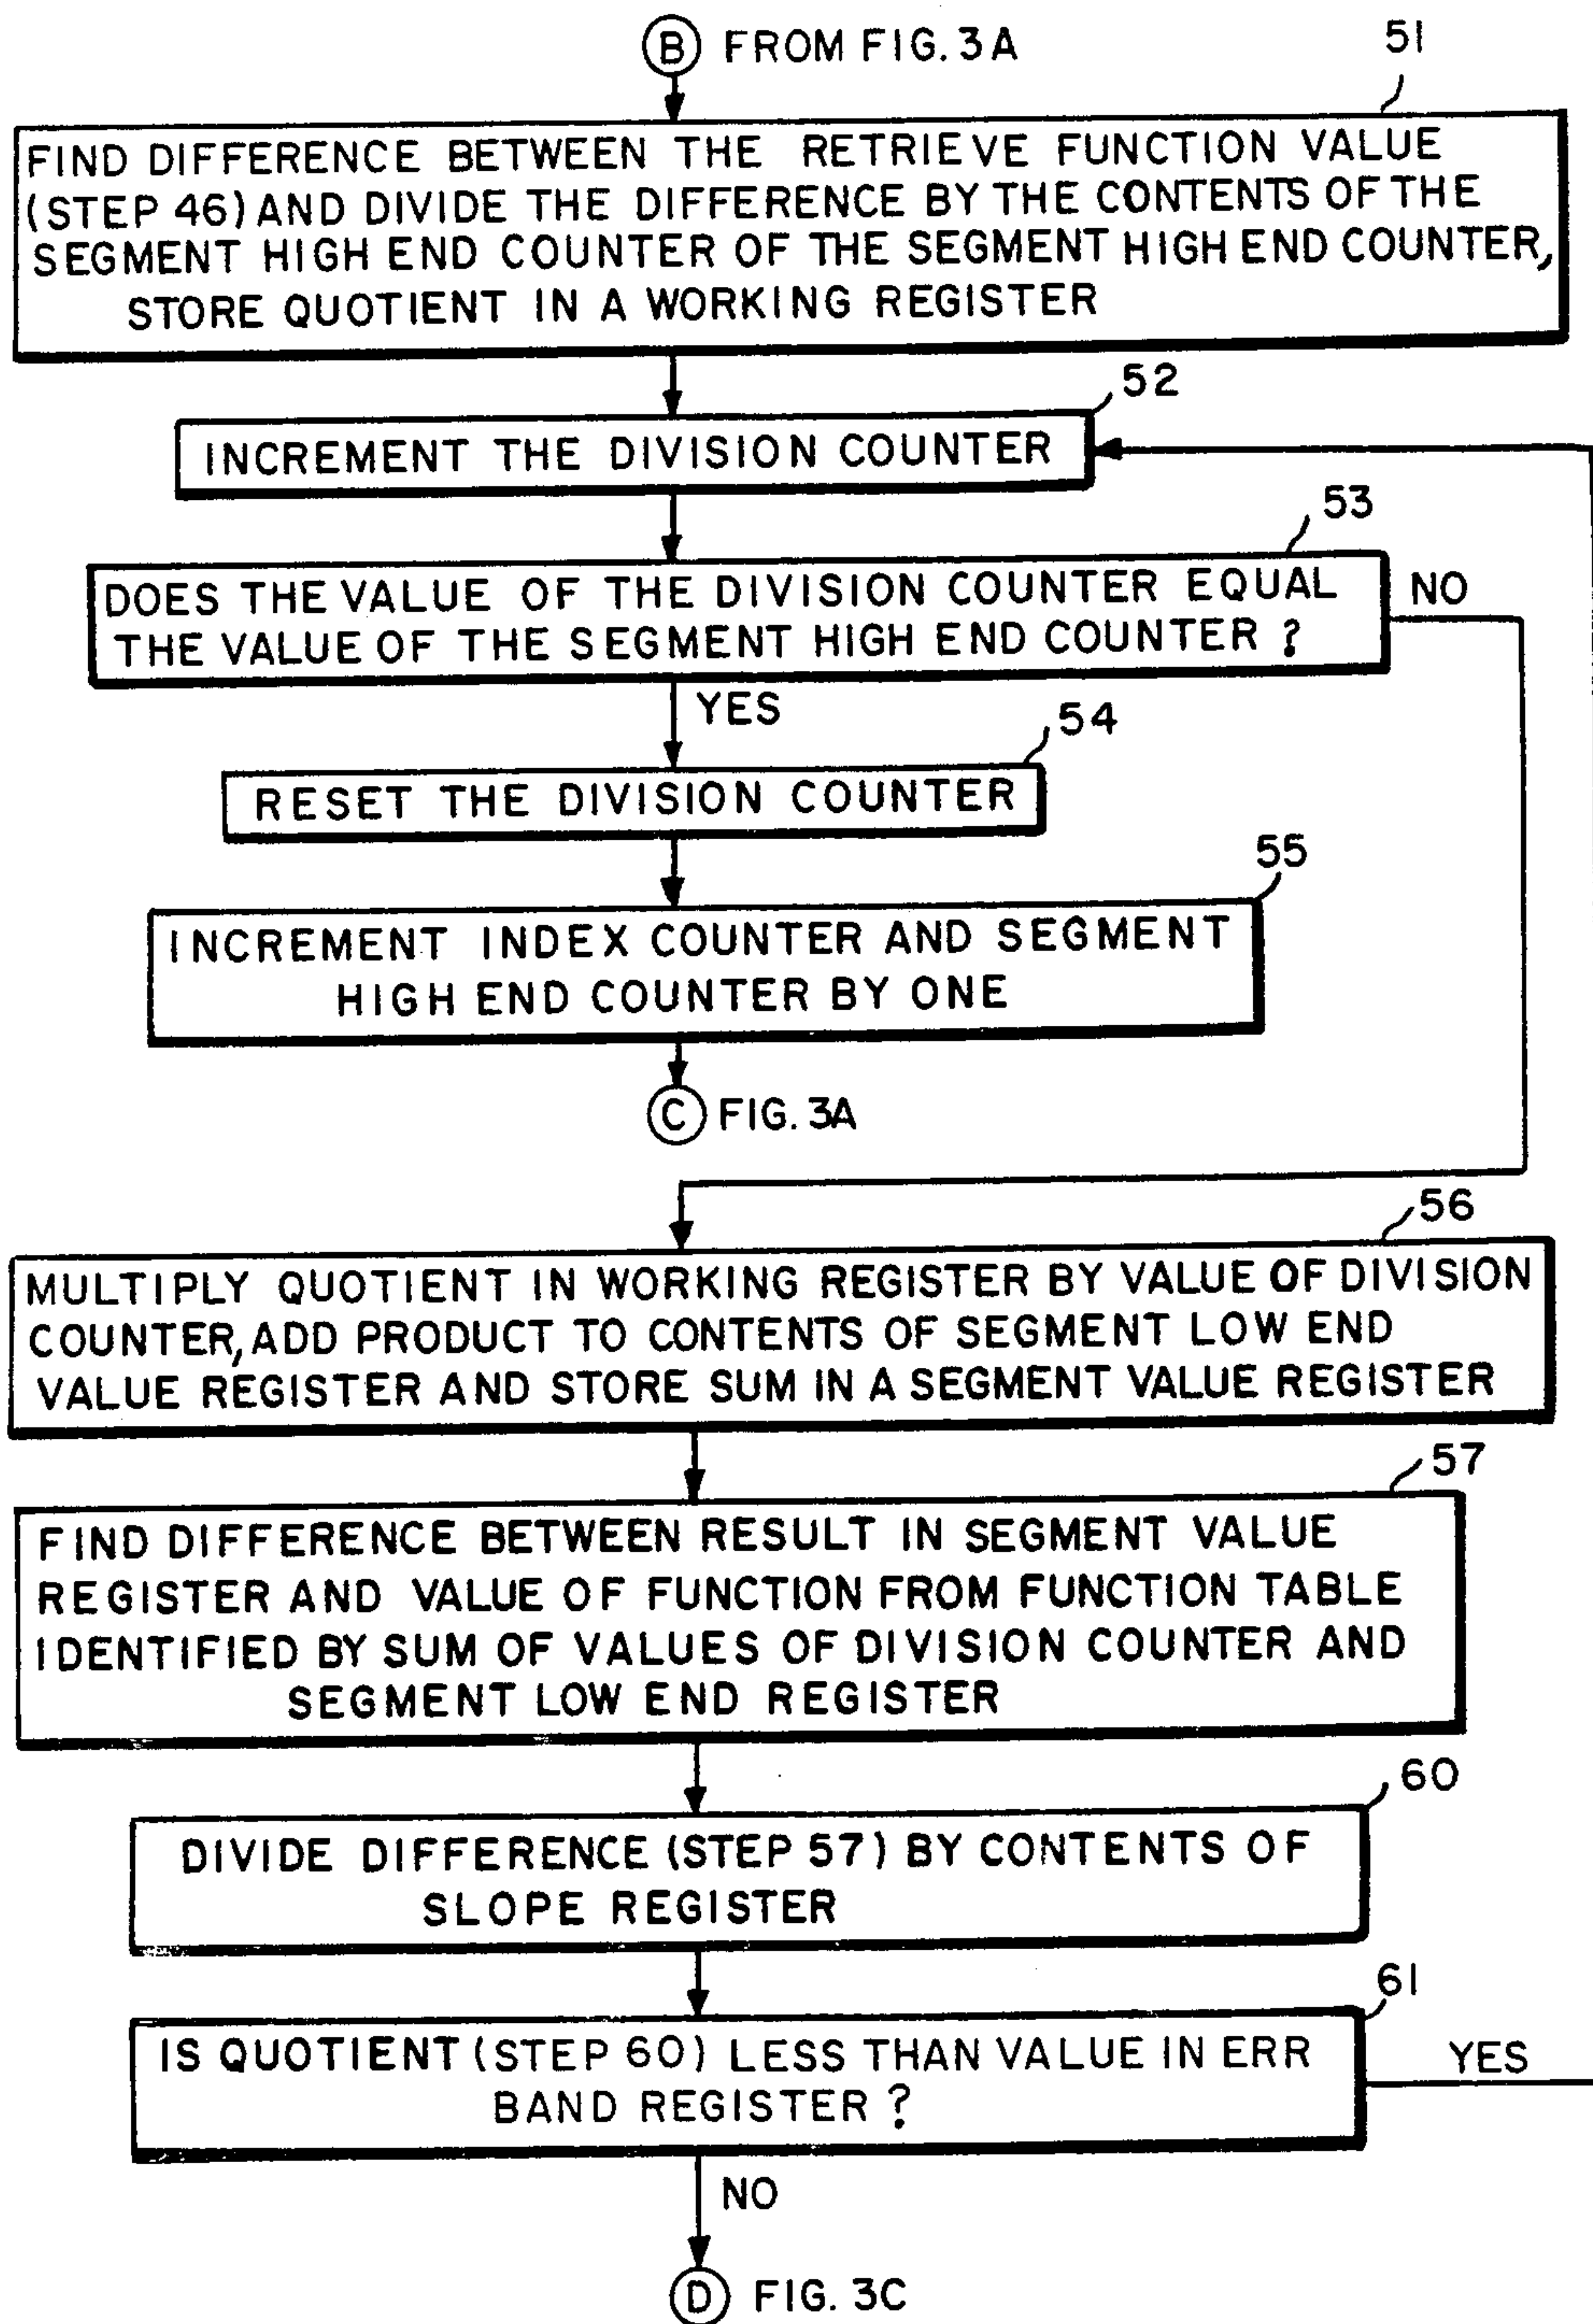 B FROM FIG. 3A
51
FIND DIFFERENCE BETWEEN THE RETRIEVE FUNCTION VALUE
(STEP 46) AND DIVIDE THE DIFFERENCE BY THE CONTENTS OF THE
SEGMENT HIGH END COUNTER OF THE SEGMENT HIGH END COUNTER,
STORE QUOTIENT IN A WORKING REGISTER
52
INCREMENT THE DIVISION COUNTER
53
DOES THE VALUE OF THE DIVISION COUNTER EQUAL
THE VALUE OF THE SEGMENT HIGH END COUNTER ?
NO
YES
54
RESET THE DIVISION COUNTER
55
INCREMENT INDEX COUNTER AND SEGMENT
HIGH END COUNTER BY ONE
C FIG. 3A
56
MULTIPLY QUOTIENT IN WORKING REGISTER BY VALUE OF DIVISION
COUNTER, ADD PRODUCT TO CONTENTS OF SEGMENT LOW END
VALUE REGISTER AND STORE SUM IN A SEGMENT VALUE REGISTER
57
FIND DIFFERENCE BETWEEN RESULT IN SEGMENT VALUE
REGISTER AND VALUE OF FUNCTION FROM FUNCTION TABLE
IDENTIFIED BY SUM OF VALUES OF DIVISION COUNTER AND
SEGMENT LOW END REGISTER
60
DIVIDE DIFFERENCE (STEP 57) BY CONTENTS OF
SLOPE REGISTER
61
IS QUOTIENT (STEP 60) LESS THAN VALUE IN ERR
BAND REGISTER ?
YES
NO
D FIG. 3C